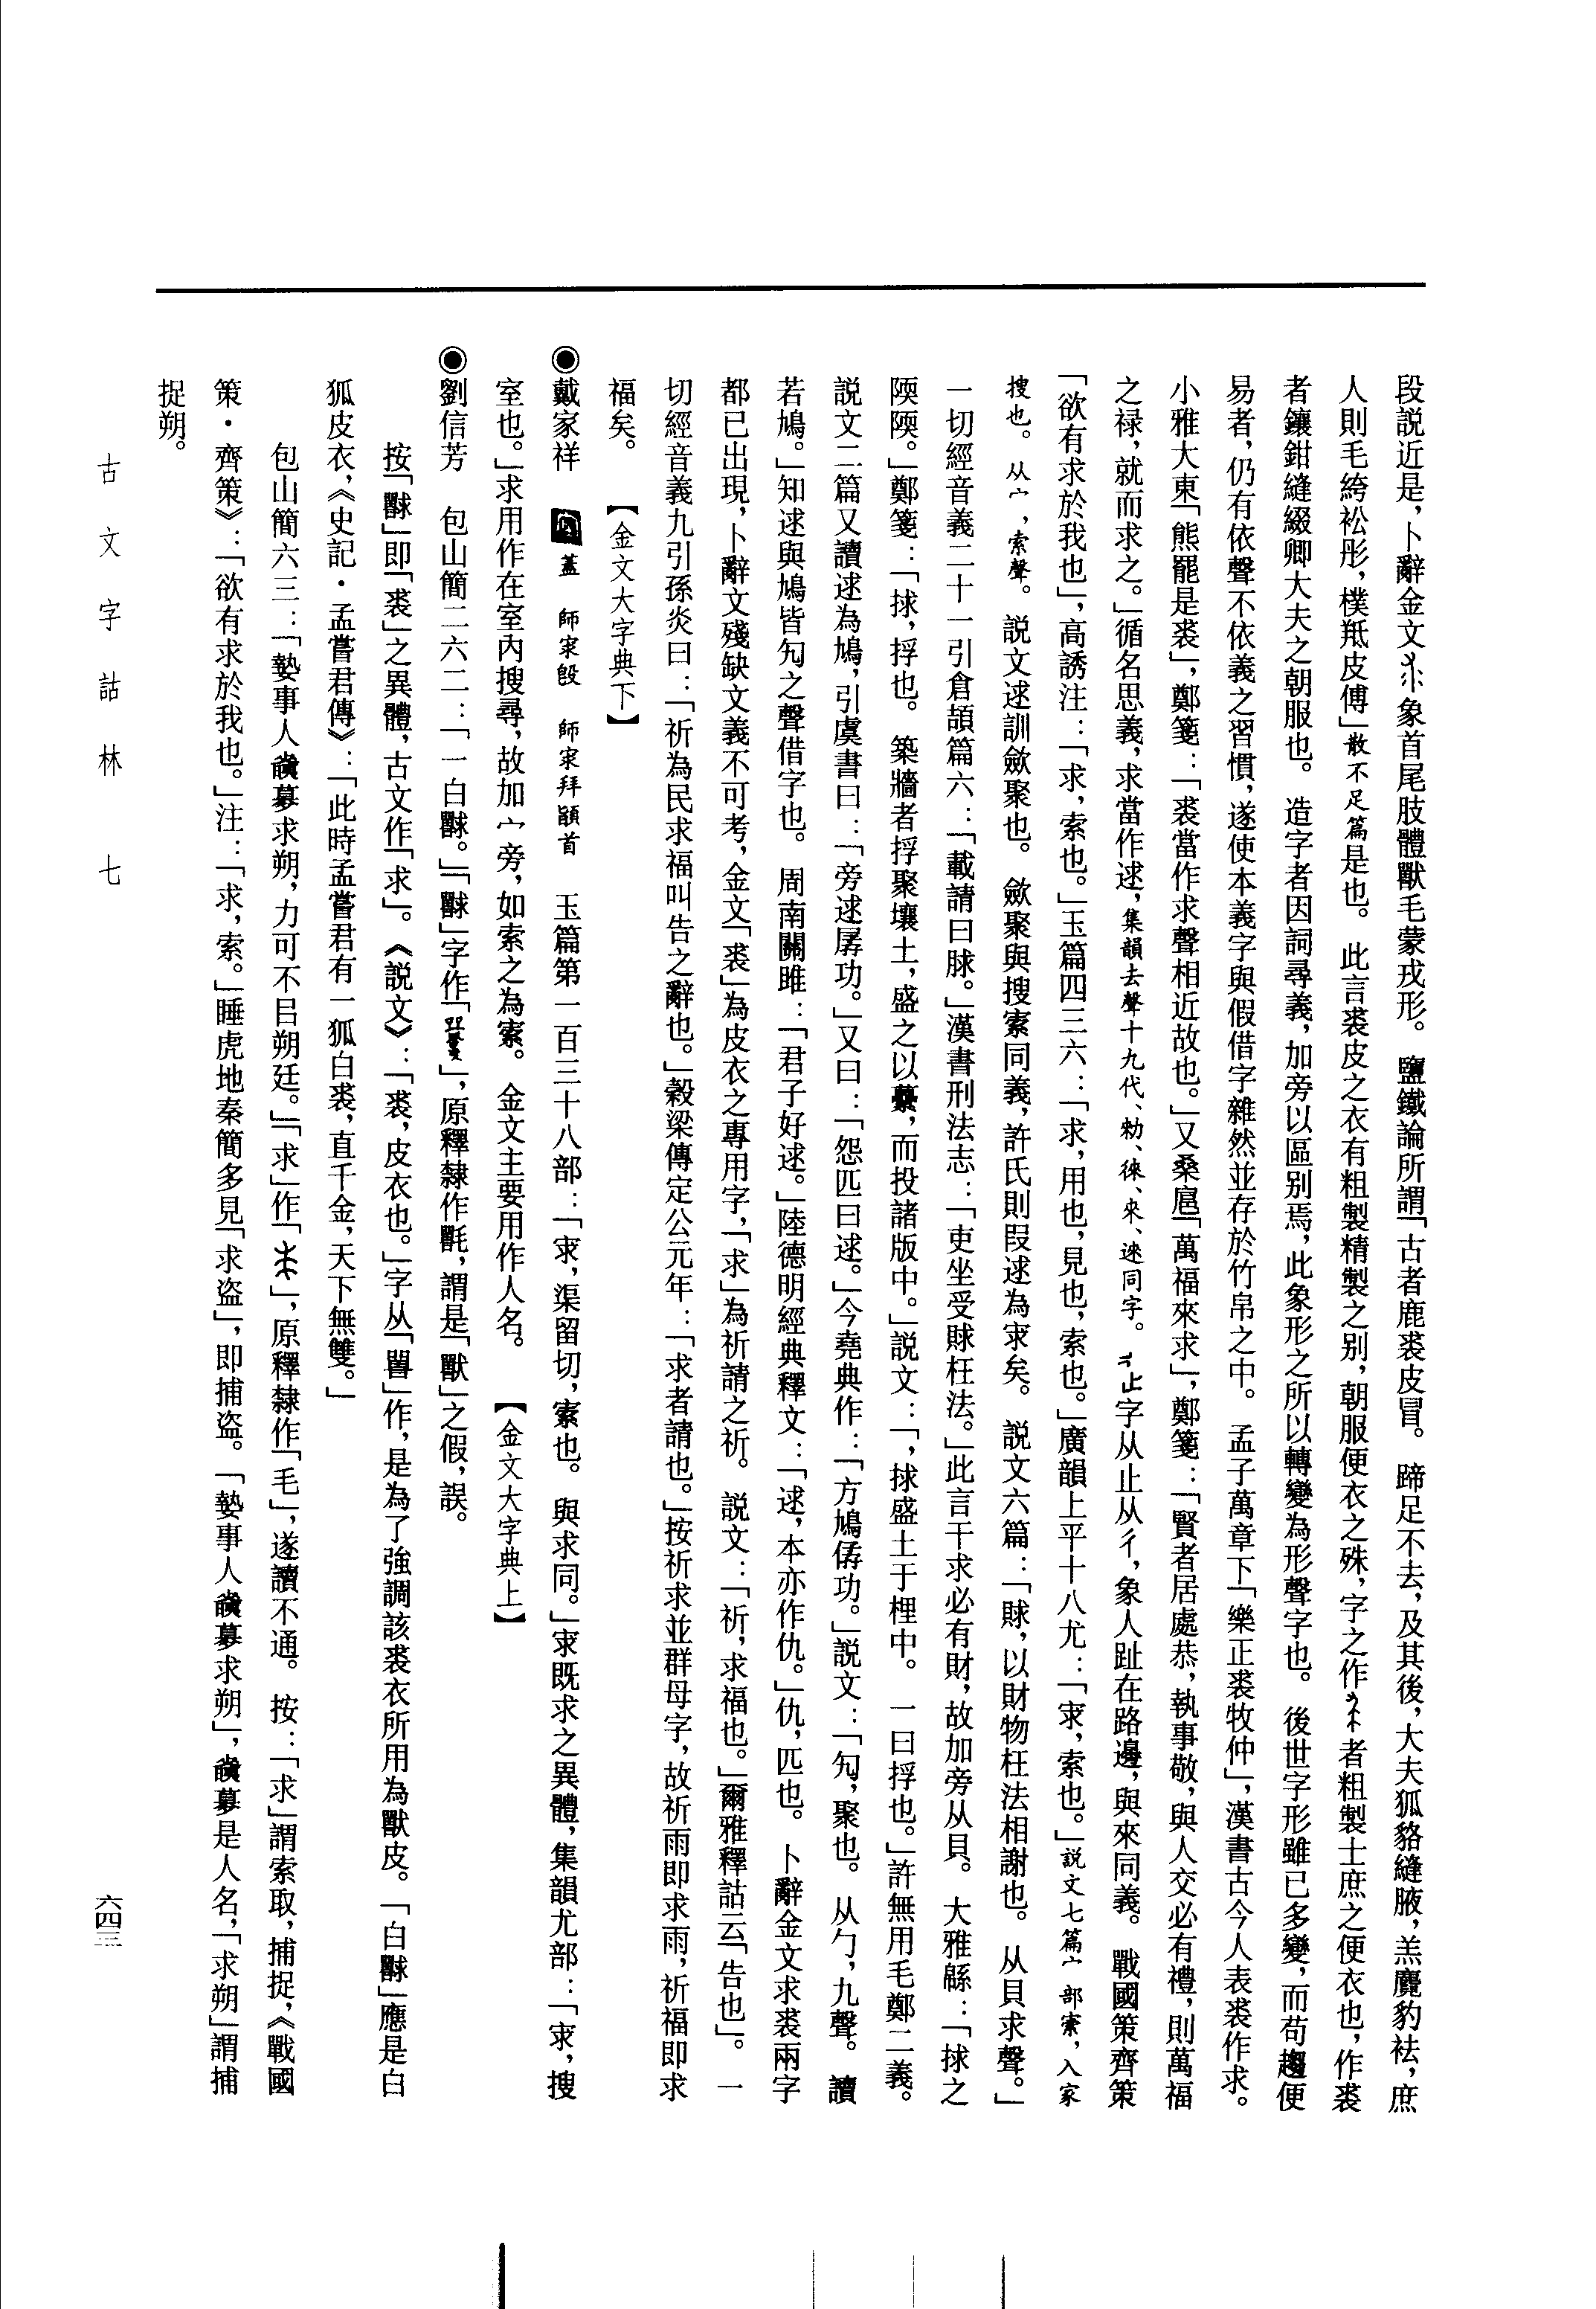 段説近是，卜辭金文象首尾肢體獸毛蒙戎形。鹽鐵論所謂「古者鹿裘皮冒。蹄足不去，及其後，大夫狐貉縫腋，羔麑豹袪，庶
人則毛絝衳彤，樸羝皮傅」散不足篇是也。此言裘皮之衣有粗製精製之别，朝服便衣之殊，字之作者粗製士庶之便衣也，作裘
者鑲鉗縫綴卿大夫之朝服也。造字者因詞尋義，加旁以區别焉，此象形之所以轉變為形聲字也。後世字形雖已多變，而苟趨便
易者，仍有依聲不依義之習慣，遂使本義字與假借字雜然並存於竹帛之中。孟子萬章下「樂正裘牧仲」，漢書古今人表裘作求。
小雅大東「熊羆是裘」，鄭箋：「裘當作求聲相近故也。」又桑扈「萬福來求」，鄭箋：「賢者居處恭，執事敬，與人交必有禮，則萬福
之禄，就而求之。」循名思義，求當作逑，集韻去聲十九代、勑、徠、來、逨同字。字从止从彳，象人趾在路邊，與來同義。戰國策齊策
「欲有求於我也」，高誘注：「求，索也。」玉篇四三六：「求，用也，見也，索也。」廣韻上平十八尤：「㝌，索也。」説文七篇宀部索，入家
搜也。从宀，索聲。説文逑訓斂聚也。斂聚與搜索同義，許氏則叚逑為㝌矣。説文六篇：「賕，以財物枉法相謝也。从貝求聲。」
一切經音義二十一引倉頡篇六：「載請曰賕。」漢書刑法志：「吏坐受賕枉法。」此言干求必有財，故加旁从貝。大雅緜：「捄之
陾陾。」鄭箋：「捄，捊也。築牆者捊聚壤土，盛之以蘽，而投諸版中。」説文：「，捄盛土于梩中。一曰捊也。」許無用毛鄭二義。
説文二篇又讀逑為鳩，引虞書曰：「旁逑孱功。」又曰：「怨匹曰逑。」今堯典作：「方鳩僝功。」説文：「勼，聚也。从勹，九聲。讀
若鳩。」知逑與鳩皆勼之聲借字也。周南關雎：「君子好逑。」陸德明經典釋文：「逑，本亦作仇。」仇，匹也。卜辭金文求裘兩字
都已出現，卜辭文殘缺文義不可考，金文「裘」為皮衣之專用字，「求」為祈請之祈。説文：「祈，求福也。」爾雅釋詁云「告也」。一
切經音義九引孫炎曰：「祈為民求福叫告之辭也。」穀梁傳定公元年：「求者請也。」按祈求並群母字，故祈雨即求雨，祈福即求
福矣。【金文大字典下】
◉戴家祥　蓋　師㝌𣪘　師㝌拜𩒨首　玉篇第一百三十八部：「㝌，渠留切，索也。與求同。」㝌既求之異體，集韻尤部：「㝌，搜
室也。」求用作在室内搜尋，故加宀旁，如索之為㝛。金文主要用作人名。【金文大字典上】
◉劉信芳　包山簡二六二：「一白。」「」字作「」，原釋隸作，謂是「獸」之假，誤。
按「」即「裘」之異體，古文作「求」。《説文》：「裘，皮衣也。」字从「嘼」作，是為了強調該裘衣所用為獸皮。「白」應是白
狐皮衣，《史記・孟嘗君傳》：「此時孟嘗君有一狐白裘，直千金，天下無雙。」
包山簡六三：「執事人求朔，力可不㠯朔廷。」「求」作「」，原釋隸作「毛」，遂讀不通。按：「求」謂索取，捕捉，《戰國
策・齊策》：「欲有求於我也。」注：「求，索。」睡虎地秦簡多見「求盜」，即捕盜。「執事人求朔」，是人名，「求朔」謂捕
捉朔。
古文字詁林　七
六四三